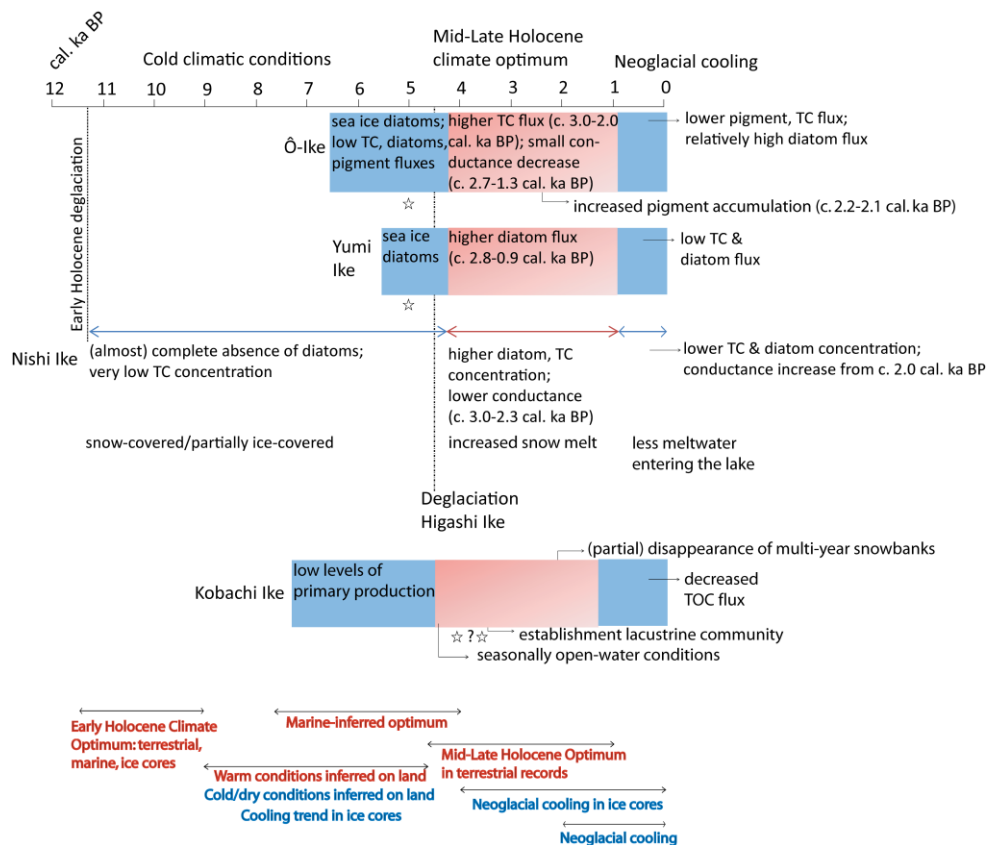 cal. ka BP
Cold climatic conditions
Mid-Late Holocene
climate optimum
Neoglacial cooling
12 11 10 9 8 7 6 5 4 3 2 1 0
Early Holocene deglaciation
Ô-Ike
sea ice diatoms;
low TC, diatoms,
pigment fluxes
higher TC flux (c. 3.0-2.0
cal. ka BP); small con-
ductance decrease
(c. 2.7-1.3 cal. ka BP)
lower pigment, TC flux;
relatively high diatom flux
☆
increased pigment accumulation (c. 2.2-2.1 cal. ka BP)
Yumi
Ike
sea ice
diatoms
higher diatom flux
(c. 2.8-0.9 cal. ka BP)
low TC &
diatom flux
☆
Nishi Ike
(almost) complete absence of diatoms;
very low TC concentration
higher diatom, TC
concentration;
lower conductance
(c. 3.0-2.3 cal. ka BP)
lower TC & diatom concentration;
conductance increase from c. 2.0 cal. ka BP
snow-covered/partially ice-covered
increased snow melt
less meltwater
entering the lake
Deglaciation
Higashi Ike
(partial) disappearance of multi-year snowbanks
Kobachi Ike
low levels of
primary production
decreased
TOC flux
☆ ? ☆
establishment lacustrine community
seasonally open-water conditions
Early Holocene Climate
Optimum: terrestrial,
marine, ice cores
Marine-inferred optimum
Mid-Late Holocene Optimum
in terrestrial records
Warm conditions inferred on land
Cold/dry conditions inferred on land
Cooling trend in ice cores
Neoglacial cooling in ice cores
Neoglacial cooling